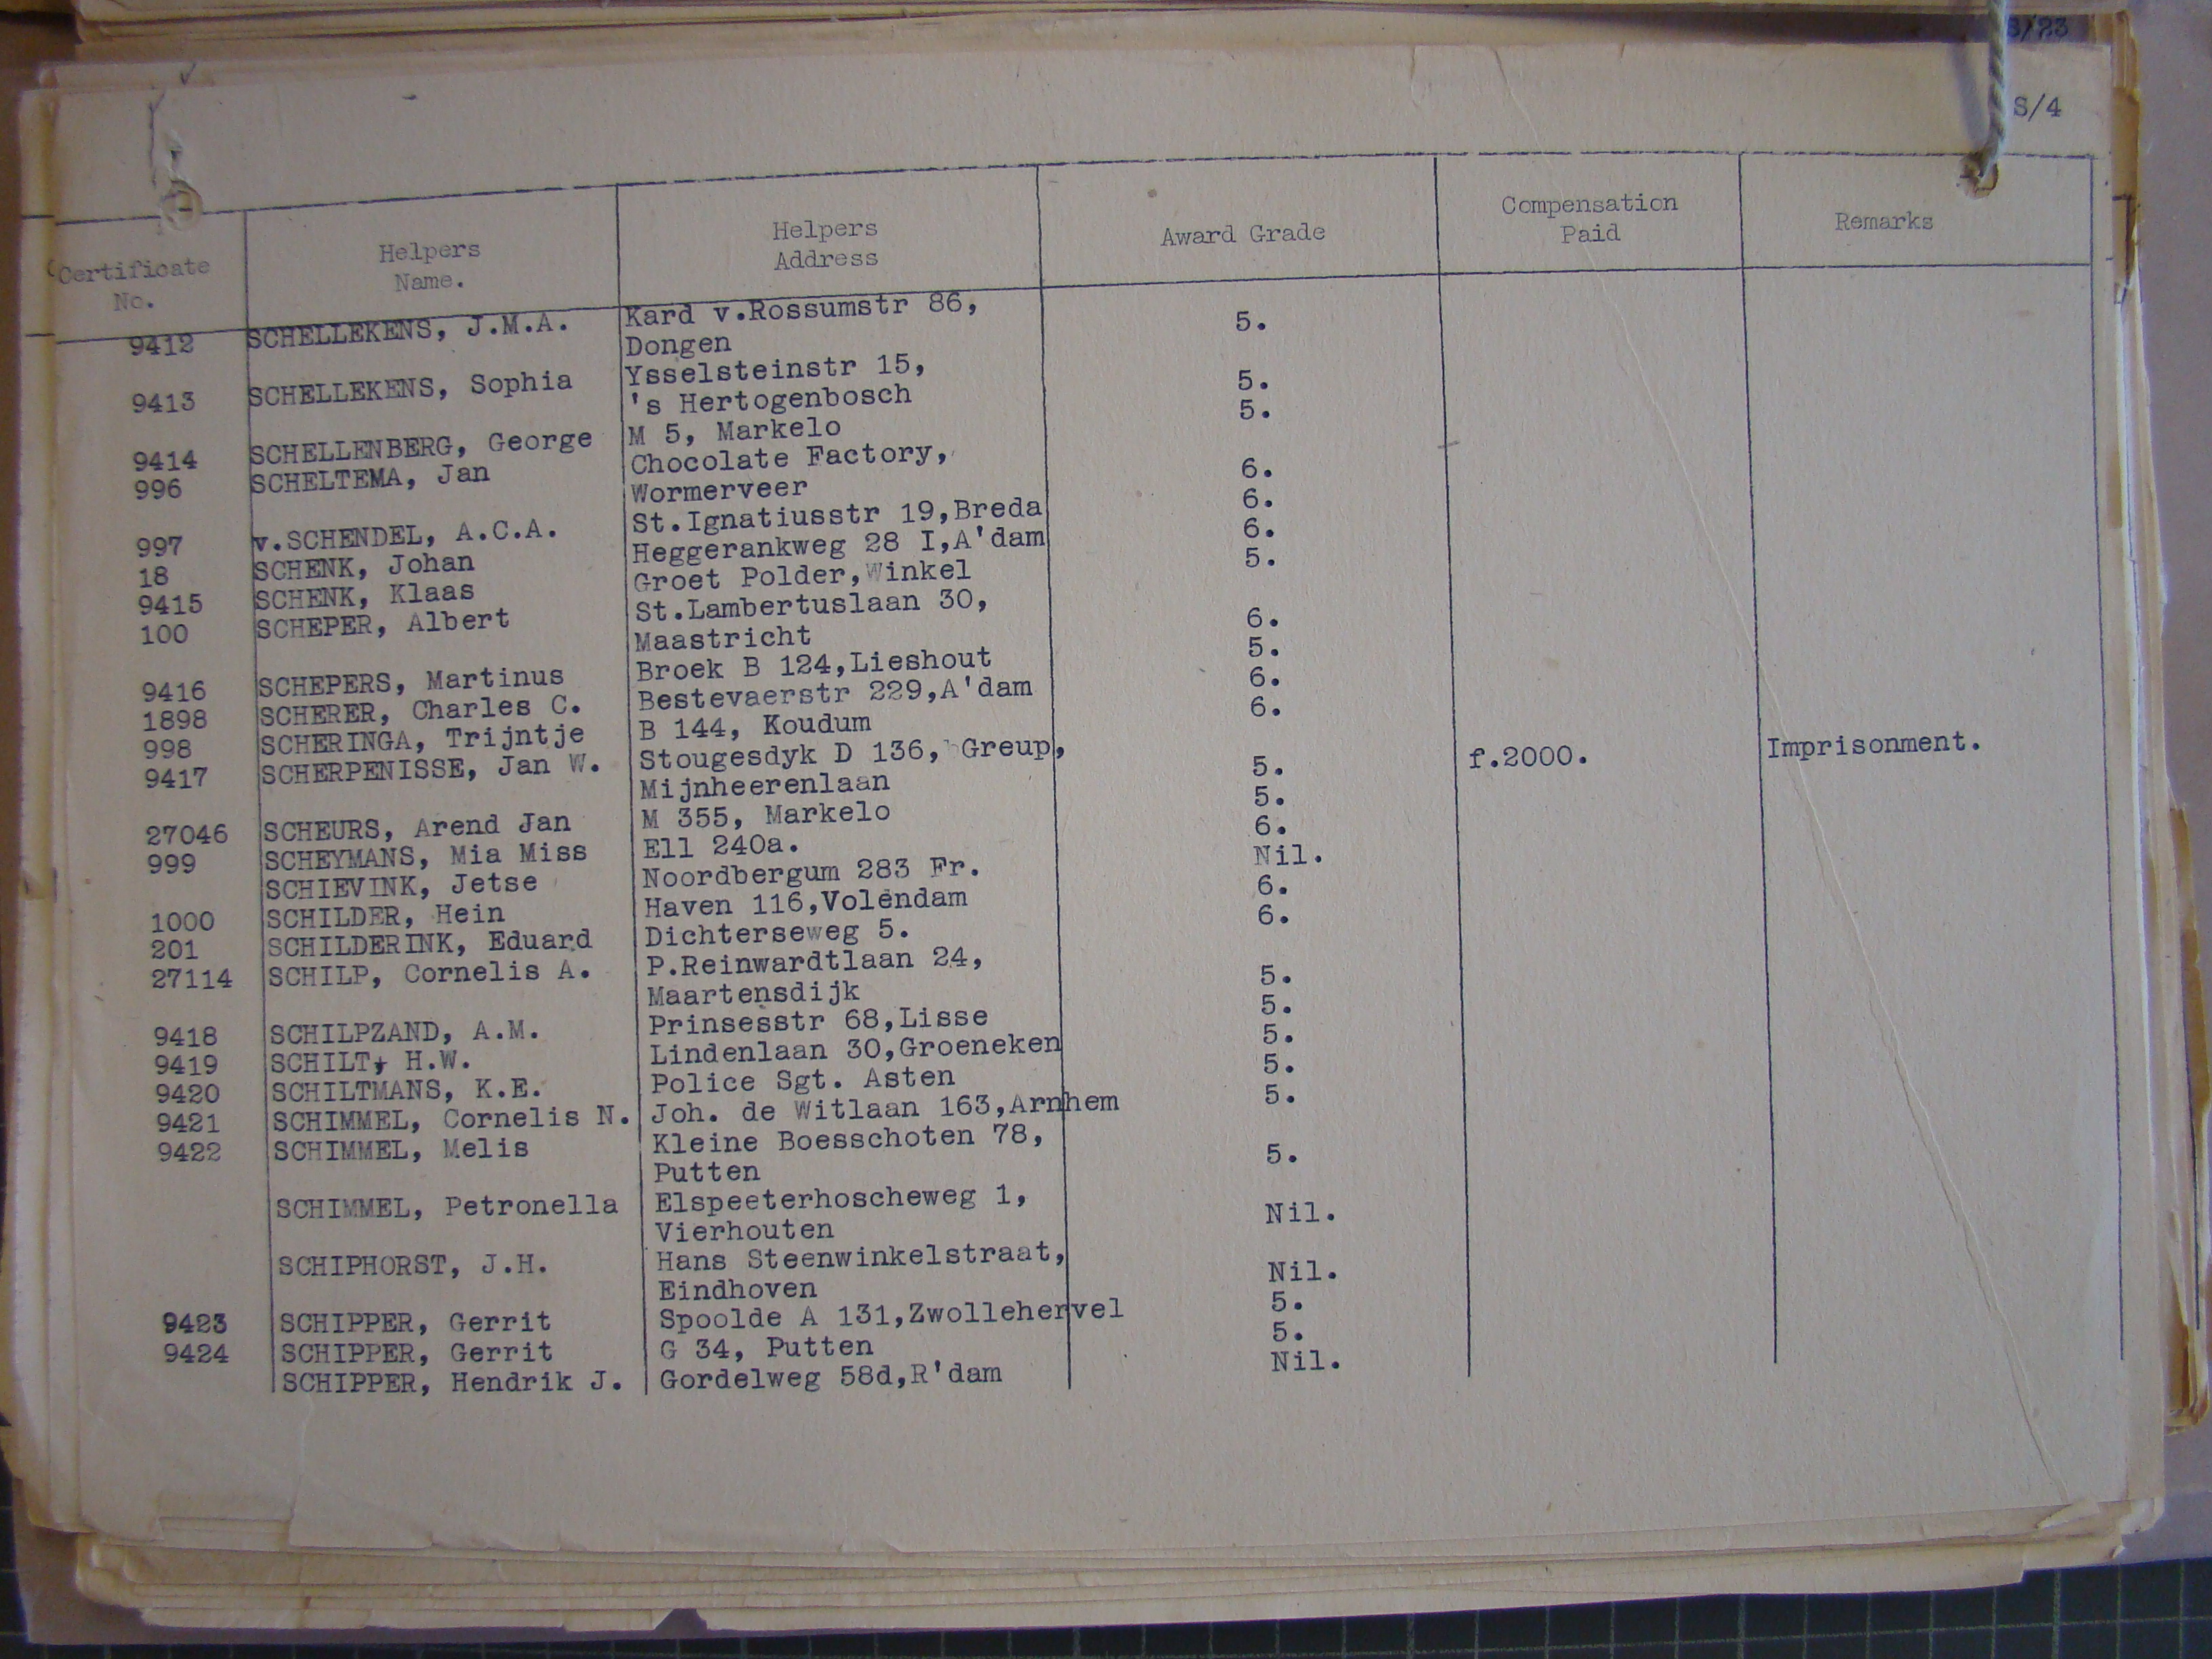 3/23
S/4
Certificate No. Helpers Name. Helpers Address Award Grade Compensation Paid Remarks
9412 SCHELLEKENS, J.M.A. Kard v.Rossumstr 86, 5.
Dongen
9413 SCHELLEKENS, Sophia Ysselsteinstr 15, 5.
's Hertogenbosch
9414 SCHELLENBERG, George M 5, Markelo 5.
996 SCHELTEMA, Jan Chocolate Factory, 6.
Wormerveer
997 v.SCHENDEL, A.C.A. St.Ignatiusstr 19,Breda 6.
18 SCHENK, Johan Heggerankweg 28 I,A'dam 6.
9415 SCHENK, Klaas Groet Polder,Winkel 5.
100 SCHEPER, Albert St.Lambertuslaan 30, 6.
Maastricht
9416 SCHEPERS, Martinus Broek B 124,Lieshout 5.
1898 SCHERER, Charles C. Bestevaerstr 229,A'dam 6.
998 SCHERINGA, Trijntje B 144, Koudum 6.
9417 SCHERPENISSE, Jan W. Stougesdyk D 136, Greup, 5. f.2000. Imprisonment.
Mijnheerenlaan
27046 SCHEURS, Arend Jan M 355, Markelo 5.
999 SCHEYMANS, Mia Miss Ell 240a. 6.
SCHIEVINK, Jetse Noordbergum 283 Fr. Nil.
1000 SCHILDER, Hein Haven 116,Volendam 6.
201 SCHILDERINK, Eduard Dichterseweg 5. 6.
27114 SCHILP, Cornelis A. P.Reinwardtlaan 24, 5.
Maartensdijk
9418 SCHILPZAND, A.M. Prinsesstr 68,Lisse 5.
9419 SCHILT, H.W. Lindenlaan 30,Groeneken 5.
9420 SCHILTMANS, K.E. Police Sgt. Asten 5.
9421 SCHIMMEL, Cornelis N. Joh. de Witlaan 163,Arnhem 5.
9422 SCHIMMEL, Melis Kleine Boesschoten 78, 5.
Putten
SCHIMMEL, Petronella Elspeeterhoscheweg 1, Nil.
Vierhouten
SCHIPHORST, J.H. Hans Steenwinkelstraat, Nil.
Eindhoven
9423 SCHIPPER, Gerrit Spoolde A 131,Zwollehervel 5.
9424 SCHIPPER, Gerrit G 34, Putten 5.
SCHIPPER, Hendrik J. Gordelweg 58d,R'dam Nil.